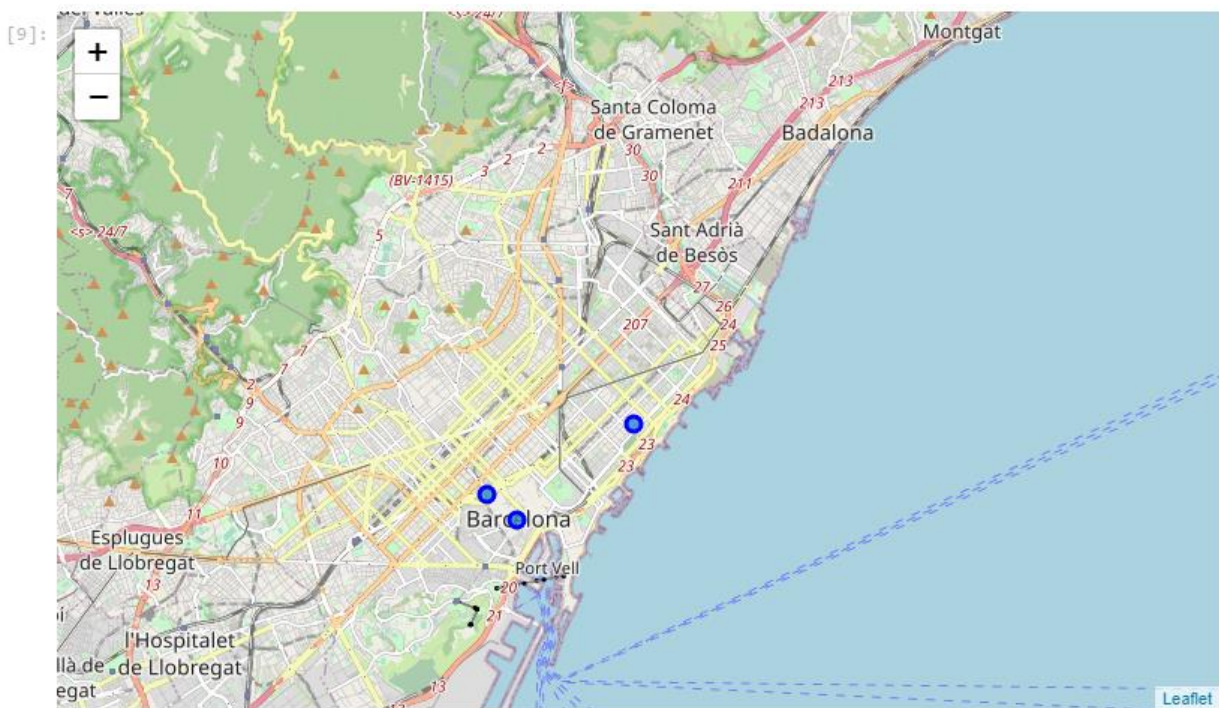 [9]:
+
−
Montgat
213
213
Santa Coloma
de Gramenet
Badalona
2
2
3
30
30
(BV-1415)
211
7
<s> 24/7
5
Sant Adrià
de Besòs
27
26
207
24
25
7
7
2
9
9
24
10
23
23
11
Barcelona
Esplugues
de Llobregat
Port Vell
13
20
21
l'Hospitalet
de Llobregat
13
Leaflet